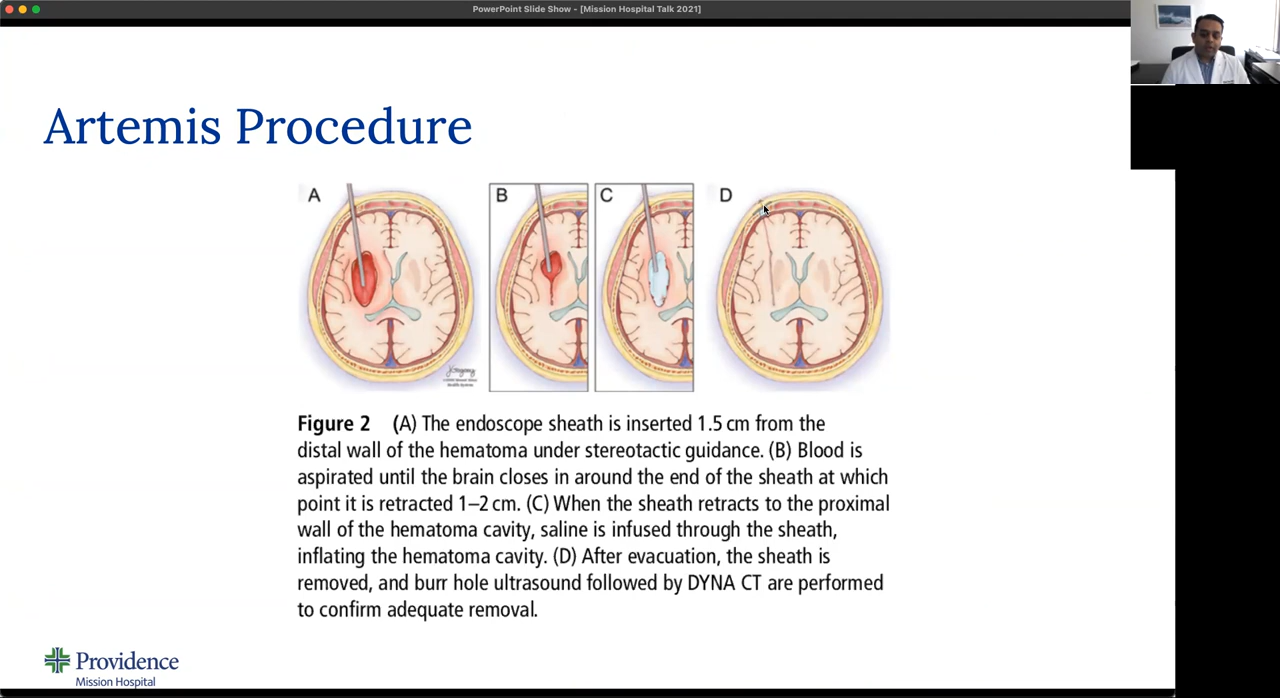 PowerPoint Slide Show - [Mission Hospital Talk 2021]
Artemis Procedure
A
B
C
D
Figure 2 (A) The endoscope sheath is inserted 1.5 cm from the
distal wall of the hematoma under stereotactic guidance. (B) Blood is
aspirated until the brain closes in around the end of the sheath at which
point it is retracted 1–2 cm. (C) When the sheath retracts to the proximal
wall of the hematoma cavity, saline is infused through the sheath,
inflating the hematoma cavity. (D) After evacuation, the sheath is
removed, and burr hole ultrasound followed by DYNA CT are performed
to confirm adequate removal.
Providence
Mission Hospital